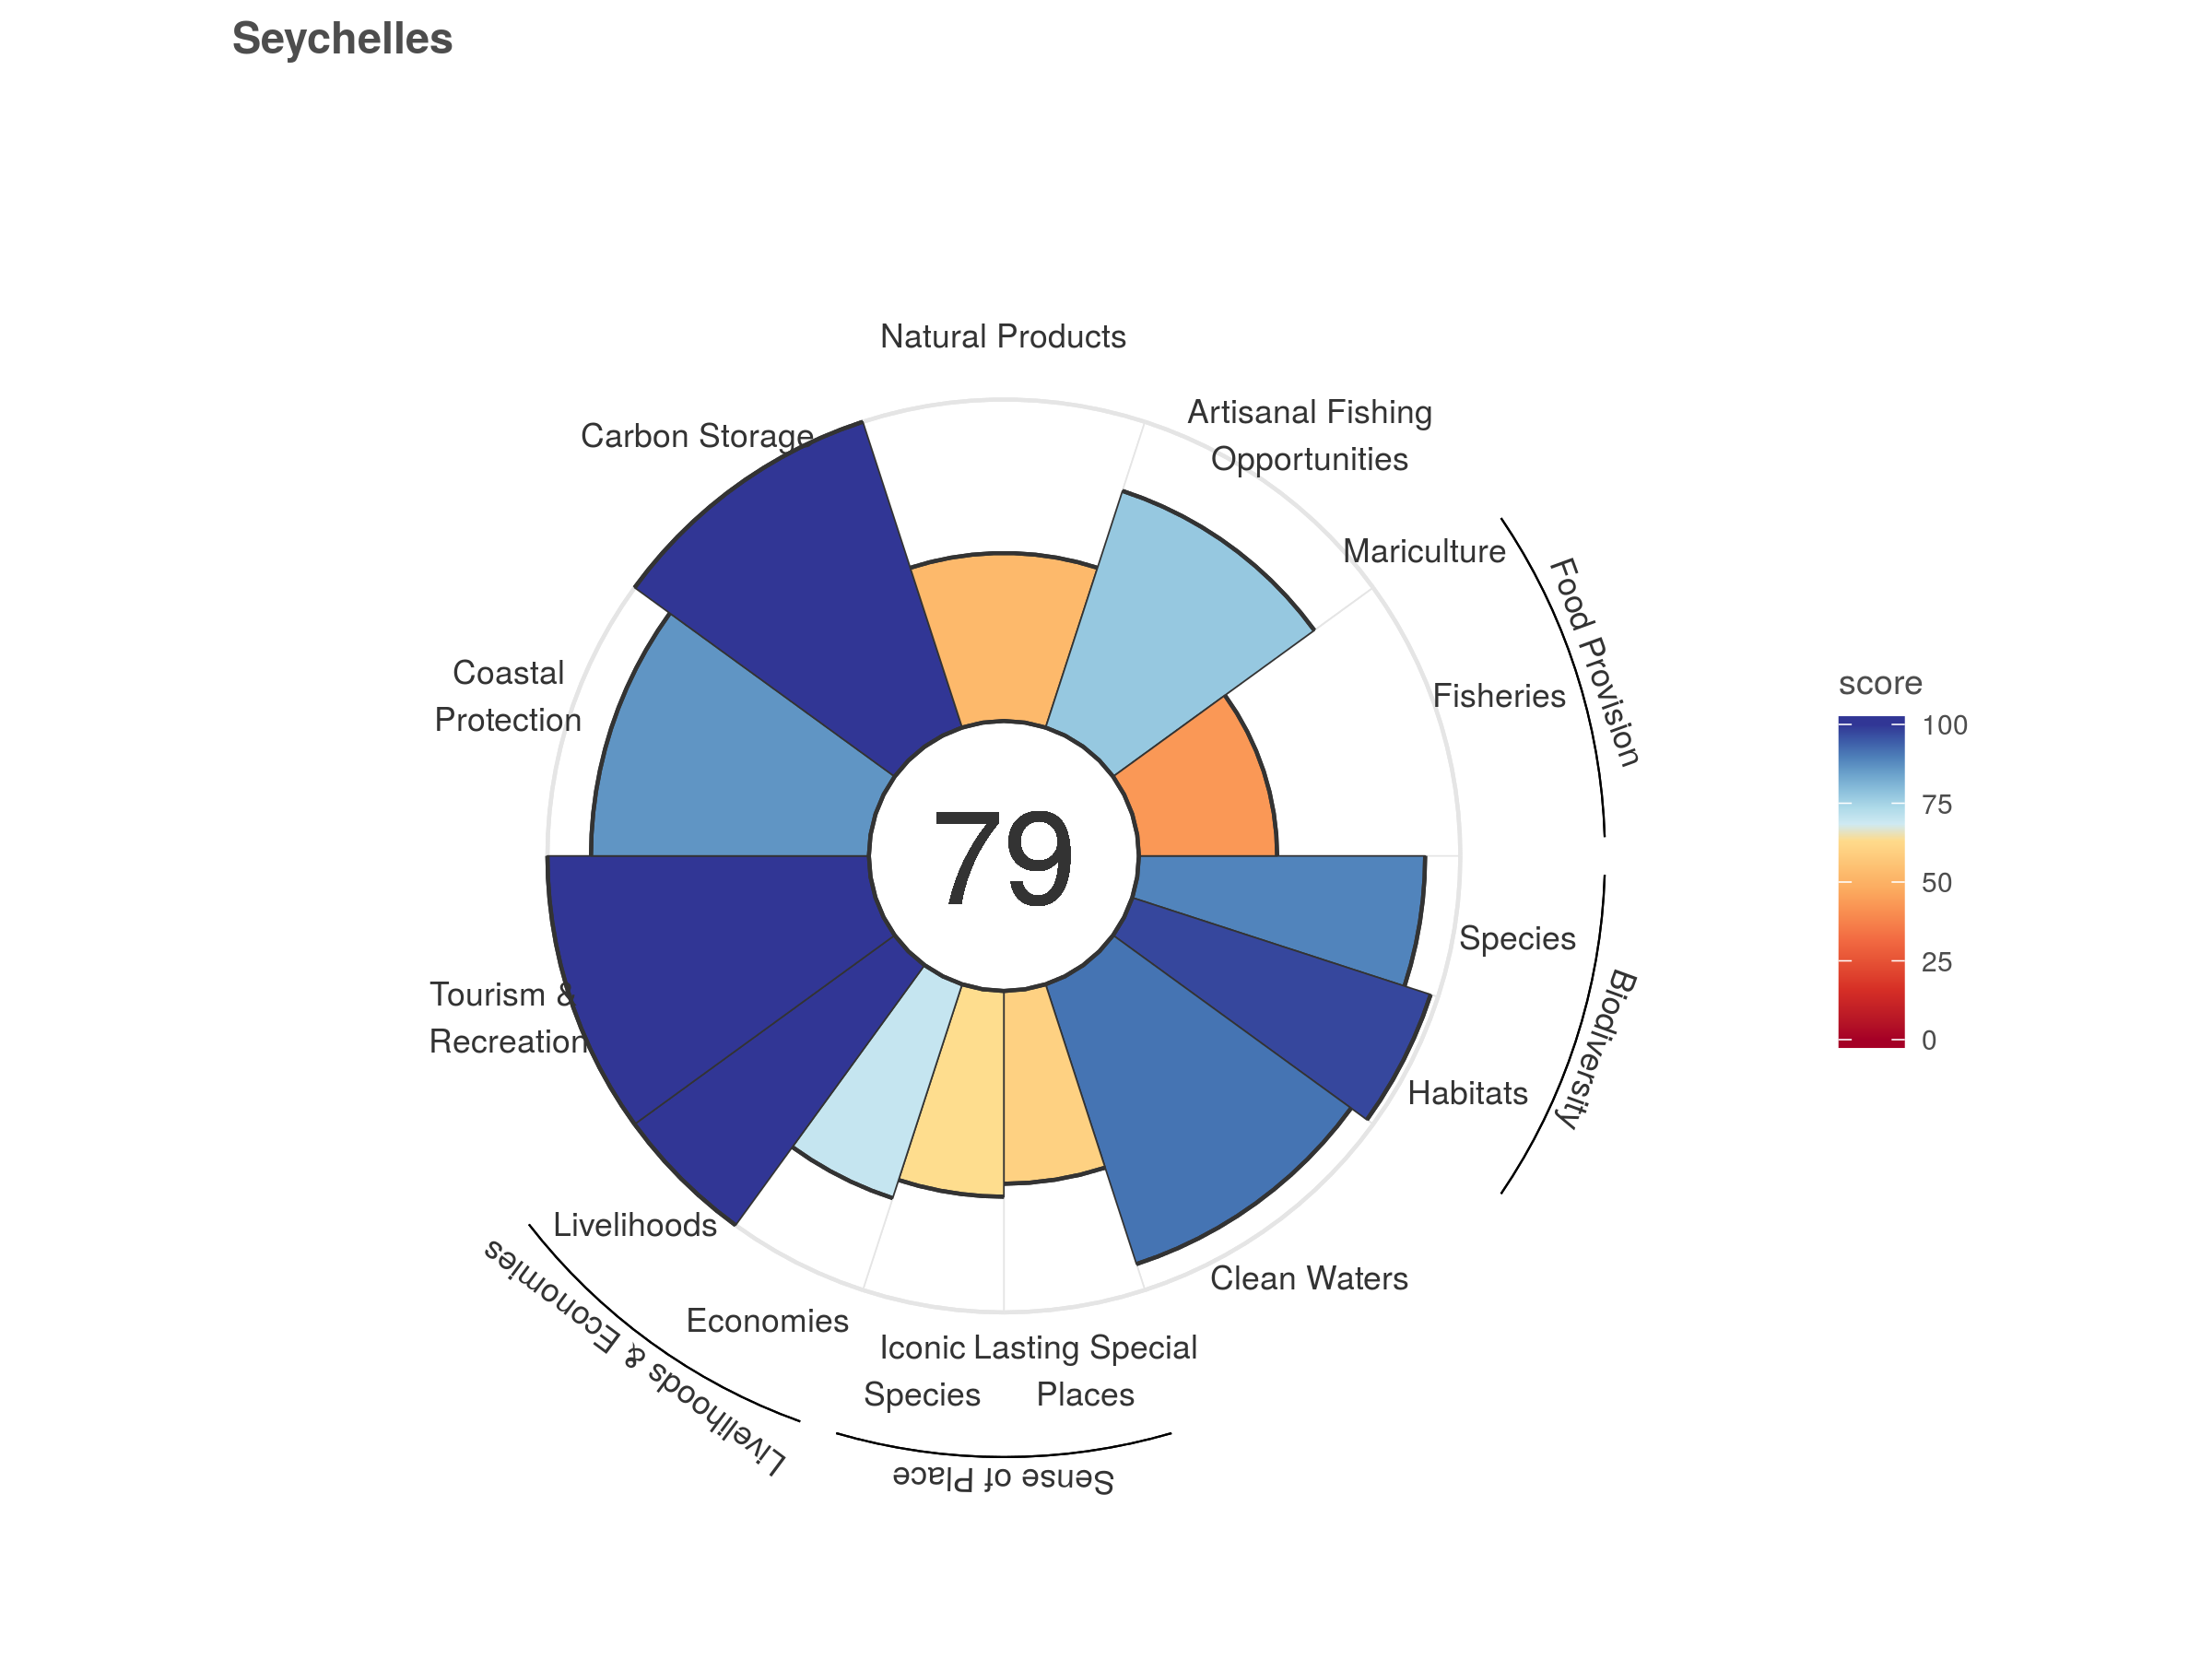 Seychelles
Natural Products
Artisanal Fishing
Opportunities
Carbon Storage
Mariculture
Food Provision
Fisheries
Coastal
Protection
score
100
75
50
25
0
79
Species
Biodiversity
Tourism &
Recreation
Habitats
Livelihoods
Clean Waters
Economies
Livelihoods & Economies
Iconic
Species
Lasting Special
Places
Sense of Place